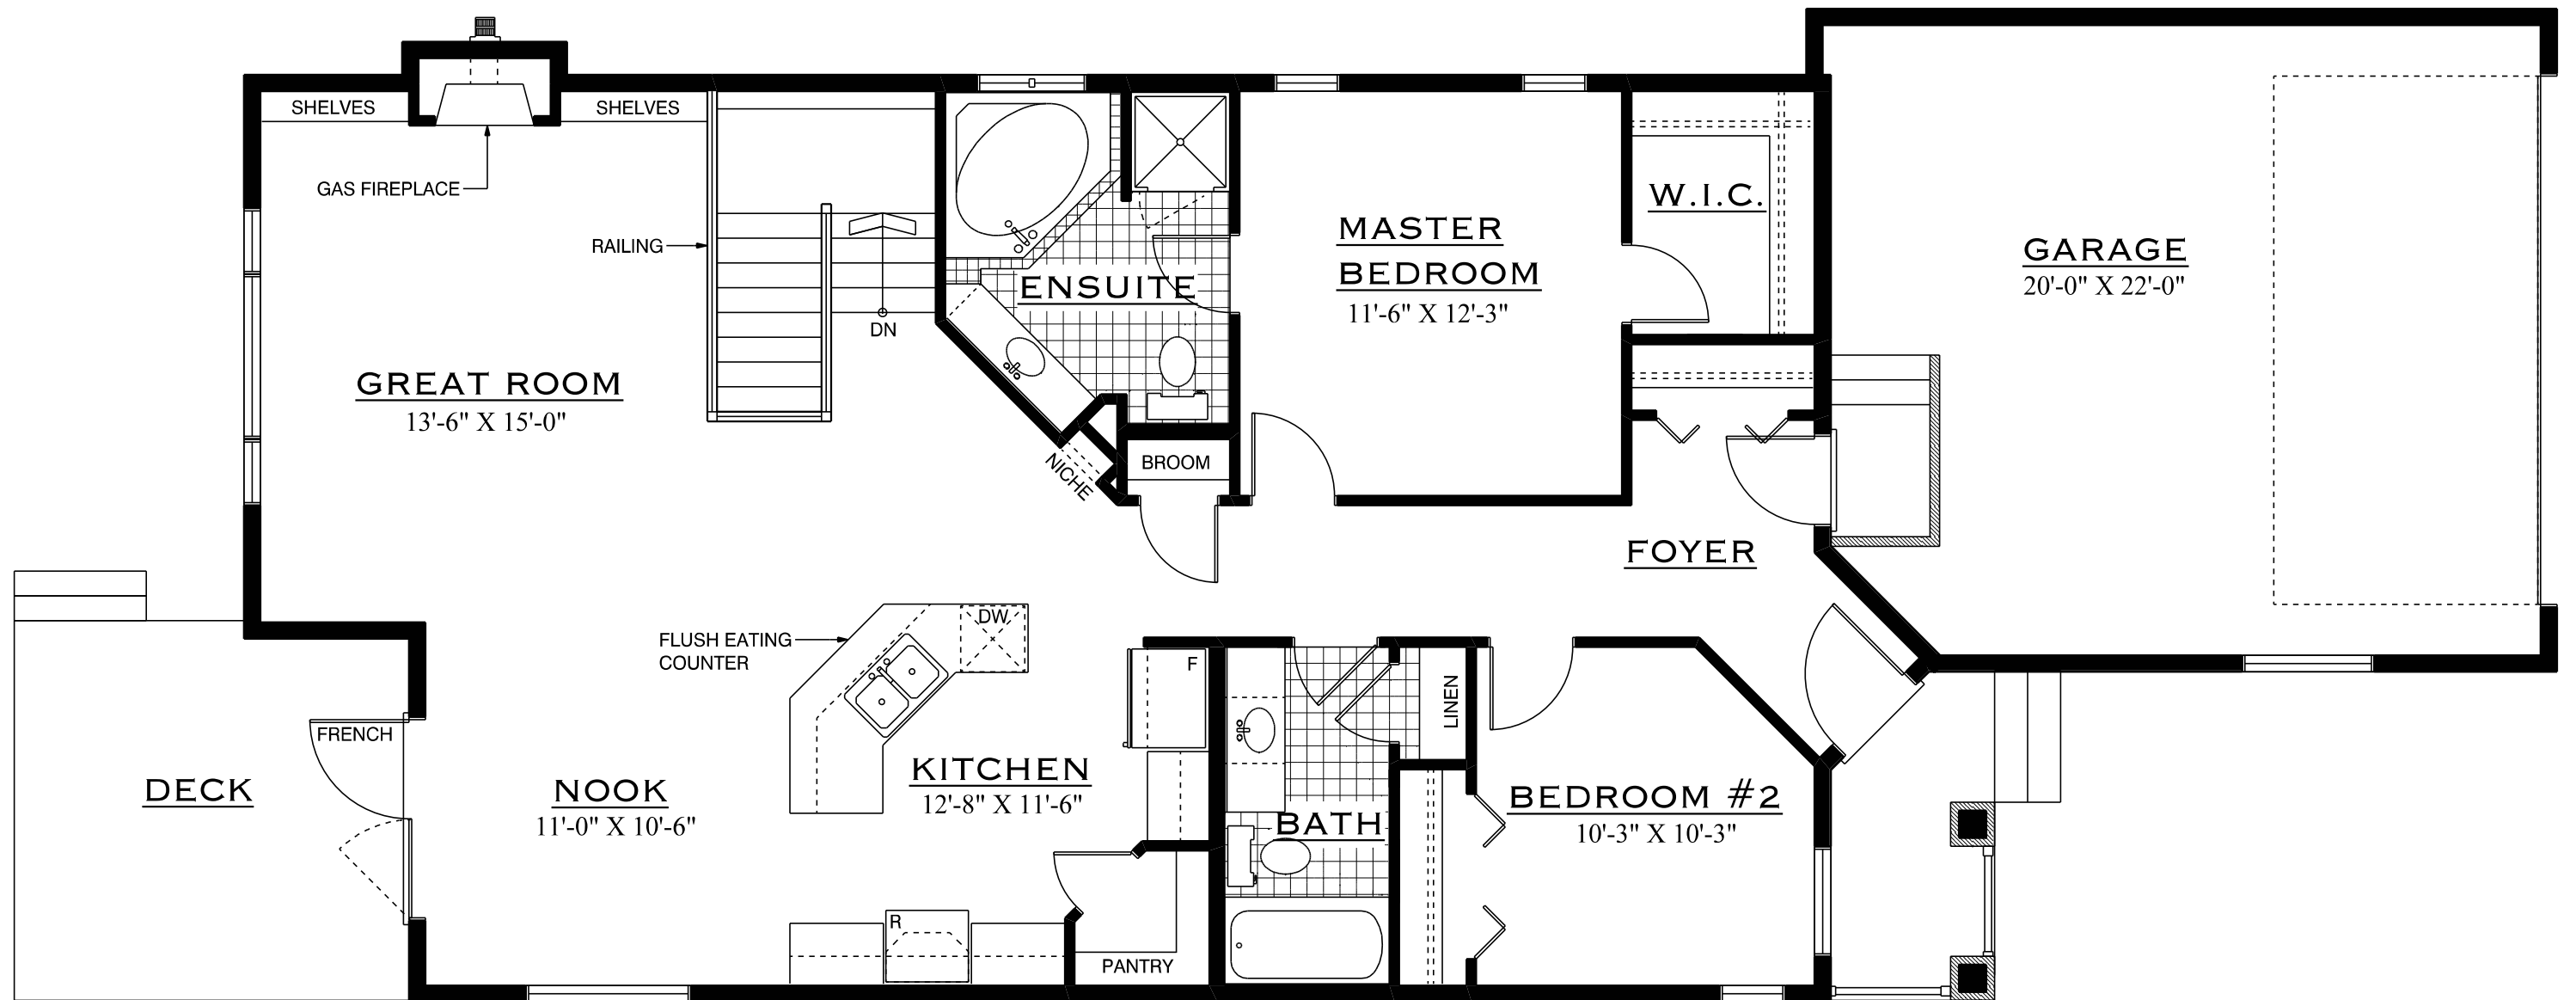 SHELVES
SHELVES
GAS FIREPLACE
RAILING
DN
GREAT ROOM
13'-6" X 15'-0"
ENSUITE
NICHE
BROOM
MASTER
BEDROOM
11'-6" X 12'-3"
W.I.C.
GARAGE
20'-0" X 22'-0"
FOYER
FLUSH EATING
COUNTER
DW
F
LINEN
FRENCH
DECK
NOOK
11'-0" X 10'-6"
KITCHEN
12'-8" X 11'-6"
BATH
BEDROOM #2
10'-3" X 10'-3"
R
PANTRY